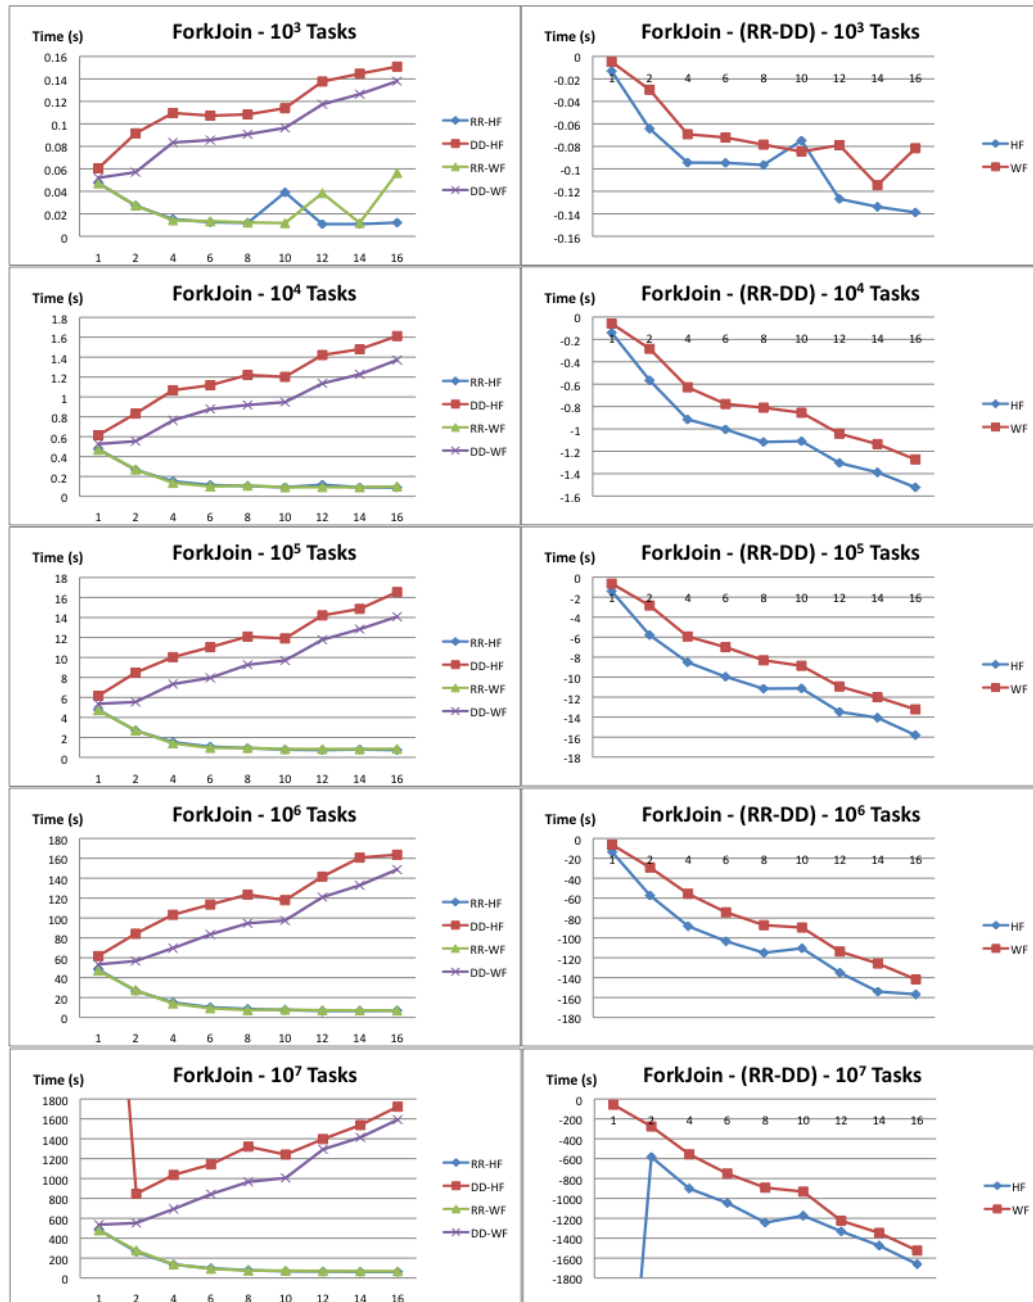 Time (s) ForkJoin - 10³ Tasks
0.16
0.14
0.12
0.1
0.08
0.06
0.04
0.02
0
1 2 4 6 8 10 12 14 16
RR-HF
DD-HF
RR-WF
DD-WF
Time (s) ForkJoin - (RR-DD) - 10³ Tasks
0
-0.02
-0.04
-0.06
-0.08
-0.1
-0.12
-0.14
-0.16
1 2 4 6 8 10 12 14 16
HF
WF
Time (s) ForkJoin - 10⁴ Tasks
1.8
1.6
1.4
1.2
1
0.8
0.6
0.4
0.2
0
1 2 4 6 8 10 12 14 16
RR-HF
DD-HF
RR-WF
DD-WF
Time (s) ForkJoin - (RR-DD) - 10⁴ Tasks
0
-0.2
-0.4
-0.6
-0.8
-1
-1.2
-1.4
-1.6
1 2 4 6 8 10 12 14 16
HF
WF
Time (s) ForkJoin - 10⁵ Tasks
18
16
14
12
10
8
6
4
2
0
1 2 4 6 8 10 12 14 16
RR-HF
DD-HF
RR-WF
DD-WF
Time (s) ForkJoin - (RR-DD) - 10⁵ Tasks
0
-2
-4
-6
-8
-10
-12
-14
-16
-18
1 2 4 6 8 10 12 14 16
HF
WF
Time (s) ForkJoin - 10⁶ Tasks
180
160
140
120
100
80
60
40
20
0
1 2 4 6 8 10 12 14 16
RR-HF
DD-HF
RR-WF
DD-WF
Time (s) ForkJoin - (RR-DD) - 10⁶ Tasks
0
-20
-40
-60
-80
-100
-120
-140
-160
-180
1 2 4 6 8 10 12 14 16
HF
WF
Time (s) ForkJoin - 10⁷ Tasks
1800
1600
1400
1200
1000
800
600
400
200
0
1 2 4 6 8 10 12 14 16
RR-HF
DD-HF
RR-WF
DD-WF
Time (s) ForkJoin - (RR-DD) - 10⁷ Tasks
0
-200
-400
-600
-800
-1000
-1200
-1400
-1600
-1800
1 2 4 6 8 10 12 14 16
HF
WF